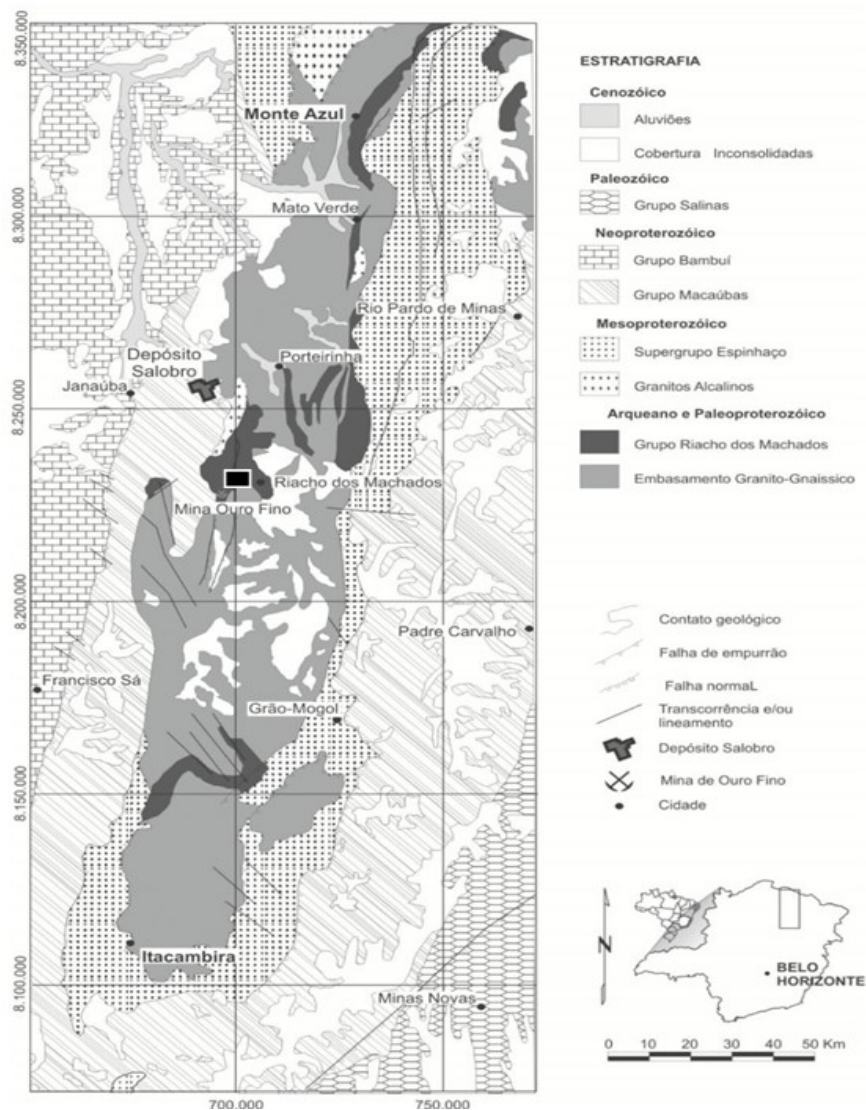 8.350.000
8.300.000
8.250.000
8.200.000
8.150.000
8.100.000
700.000
750.000
Monte Azul
Mato Verde
Rio Pardo de Minas
Depósito
Salobro
Porteirinha
Janaúba
Riacho dos Machados
Mina Ouro Fino
Padre Carvalho
Francisco Sá
Grão-Mogol
Itacambira
Minas Novas
ESTRATIGRAFIA
Cenozóico
Aluviões
Cobertura Inconsolidadas
Paleozóico
Grupo Salinas
Neoproterozóico
Grupo Bambuí
Grupo Macaúbas
Mesoproterozóico
Supergrupo Espinhaço
Granitos Alcalinos
Arqueano e Paleoproterozóico
Grupo Riacho dos Machados
Embasamento Granito-Gnaissico
Contato geológico
Falha de empurrão
Falha normaL
Transcorrência e/ou
lineamento
Depósito Salobro
Mina de Ouro Fino
Cidade
N
BELO
HORIZONTE
0 10 20 30 40 50 Km